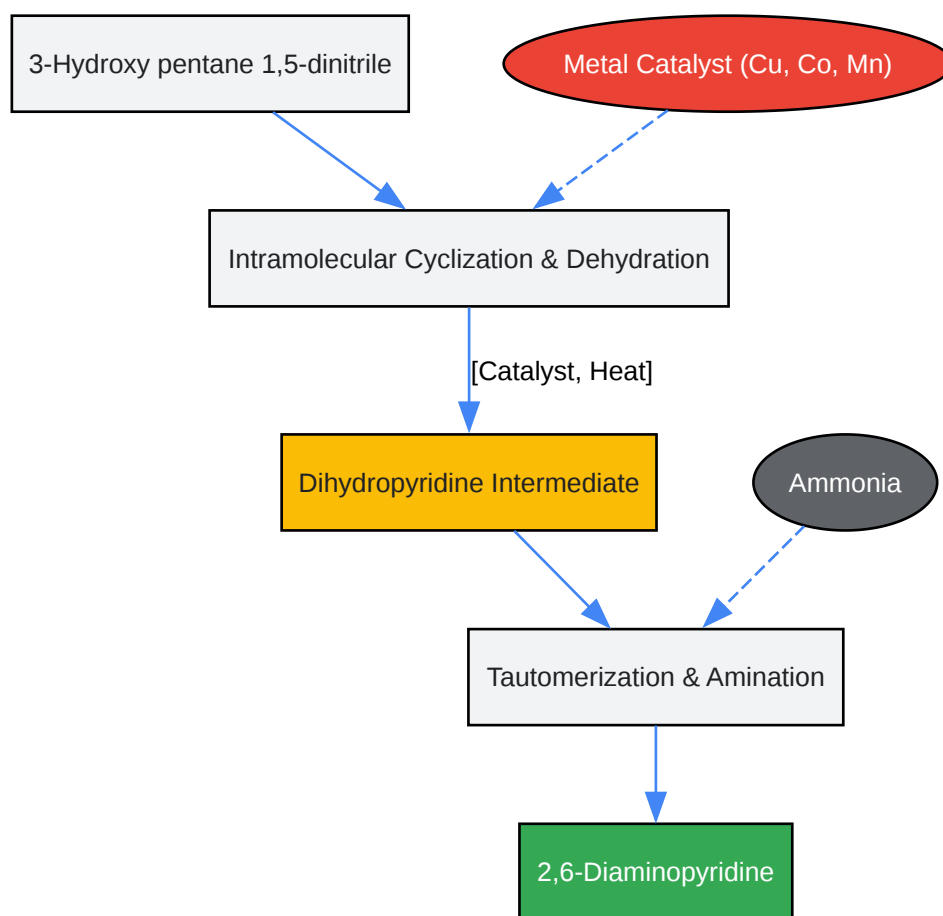 3-Hydroxy pentane 1,5-dinitrile
Metal Catalyst (Cu, Co, Mn)
Intramolecular Cyclization & Dehydration
[Catalyst, Heat]
Dihydropyridine Intermediate
Ammonia
Tautomerization & Amination
2,6-Diaminopyridine